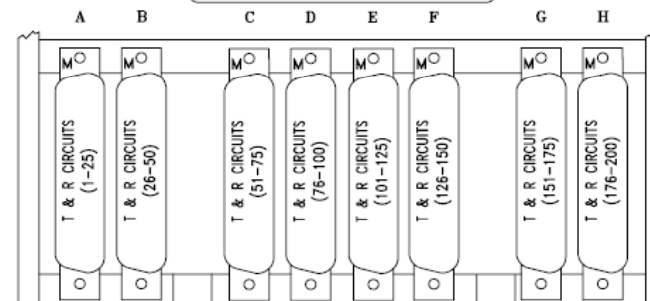 A B C D E F G H
M M M M M M M M
T & R CIRCUITS
(1-25)
T & R CIRCUITS
(26-50)
T & R CIRCUITS
(51-75)
T & R CIRCUITS
(76-100)
T & R CIRCUITS
(101-125)
T & R CIRCUITS
(126-150)
T & R CIRCUITS
(151-175)
T & R CIRCUITS
(176-200)